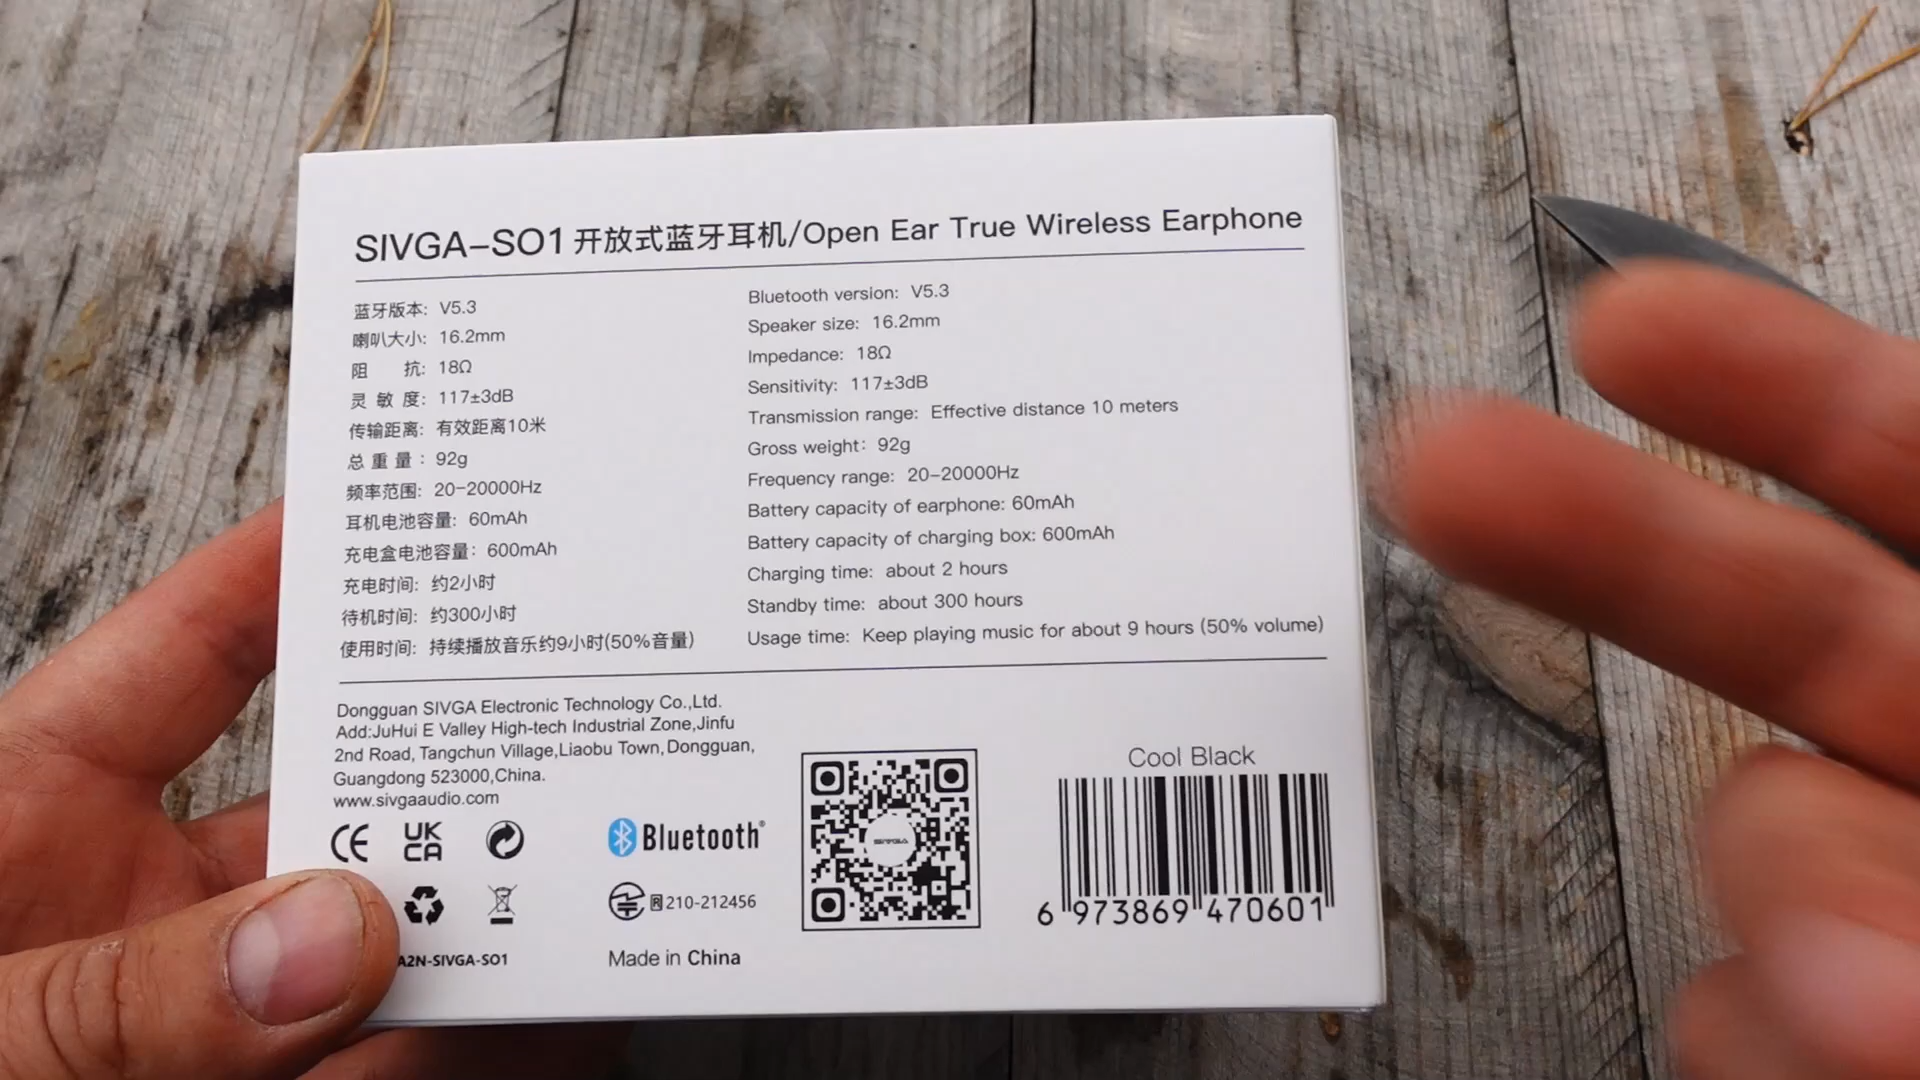 SIVGA-SO1 开放式蓝牙耳机/Open Ear True Wireless Earphone
蓝牙版本: V5.3
喇叭大小: 16.2mm
阻 抗: 18Ω
灵 敏 度: 117±3dB
传输距离: 有效距离10米
总 重 量: 92g
频率范围: 20-20000Hz
耳机电池容量: 60mAh
充电盒电池容量: 600mAh
充电时间: 约2小时
待机时间: 约300小时
使用时间: 持续播放音乐约9小时(50%音量)
Bluetooth version: V5.3
Speaker size: 16.2mm
Impedance: 18Ω
Sensitivity: 117±3dB
Transmission range: Effective distance 10 meters
Gross weight: 92g
Frequency range: 20-20000Hz
Battery capacity of earphone: 60mAh
Battery capacity of charging box: 600mAh
Charging time: about 2 hours
Standby time: about 300 hours
Usage time: Keep playing music for about 9 hours (50% volume)
Dongguan SIVGA Electronic Technology Co.,Ltd.
Add:JuHui E Valley High-tech Industrial Zone,Jinfu
2nd Road, Tangchun Village,Liaobu Town,Dongguan,
Guangdong 523000,China.
www.sivgaaudio.com
CE UK CA
Bluetooth®
R 210-212456
A2N-SIVGA-SO1
Made in China
SIVGA
Cool Black
6 973869 470601